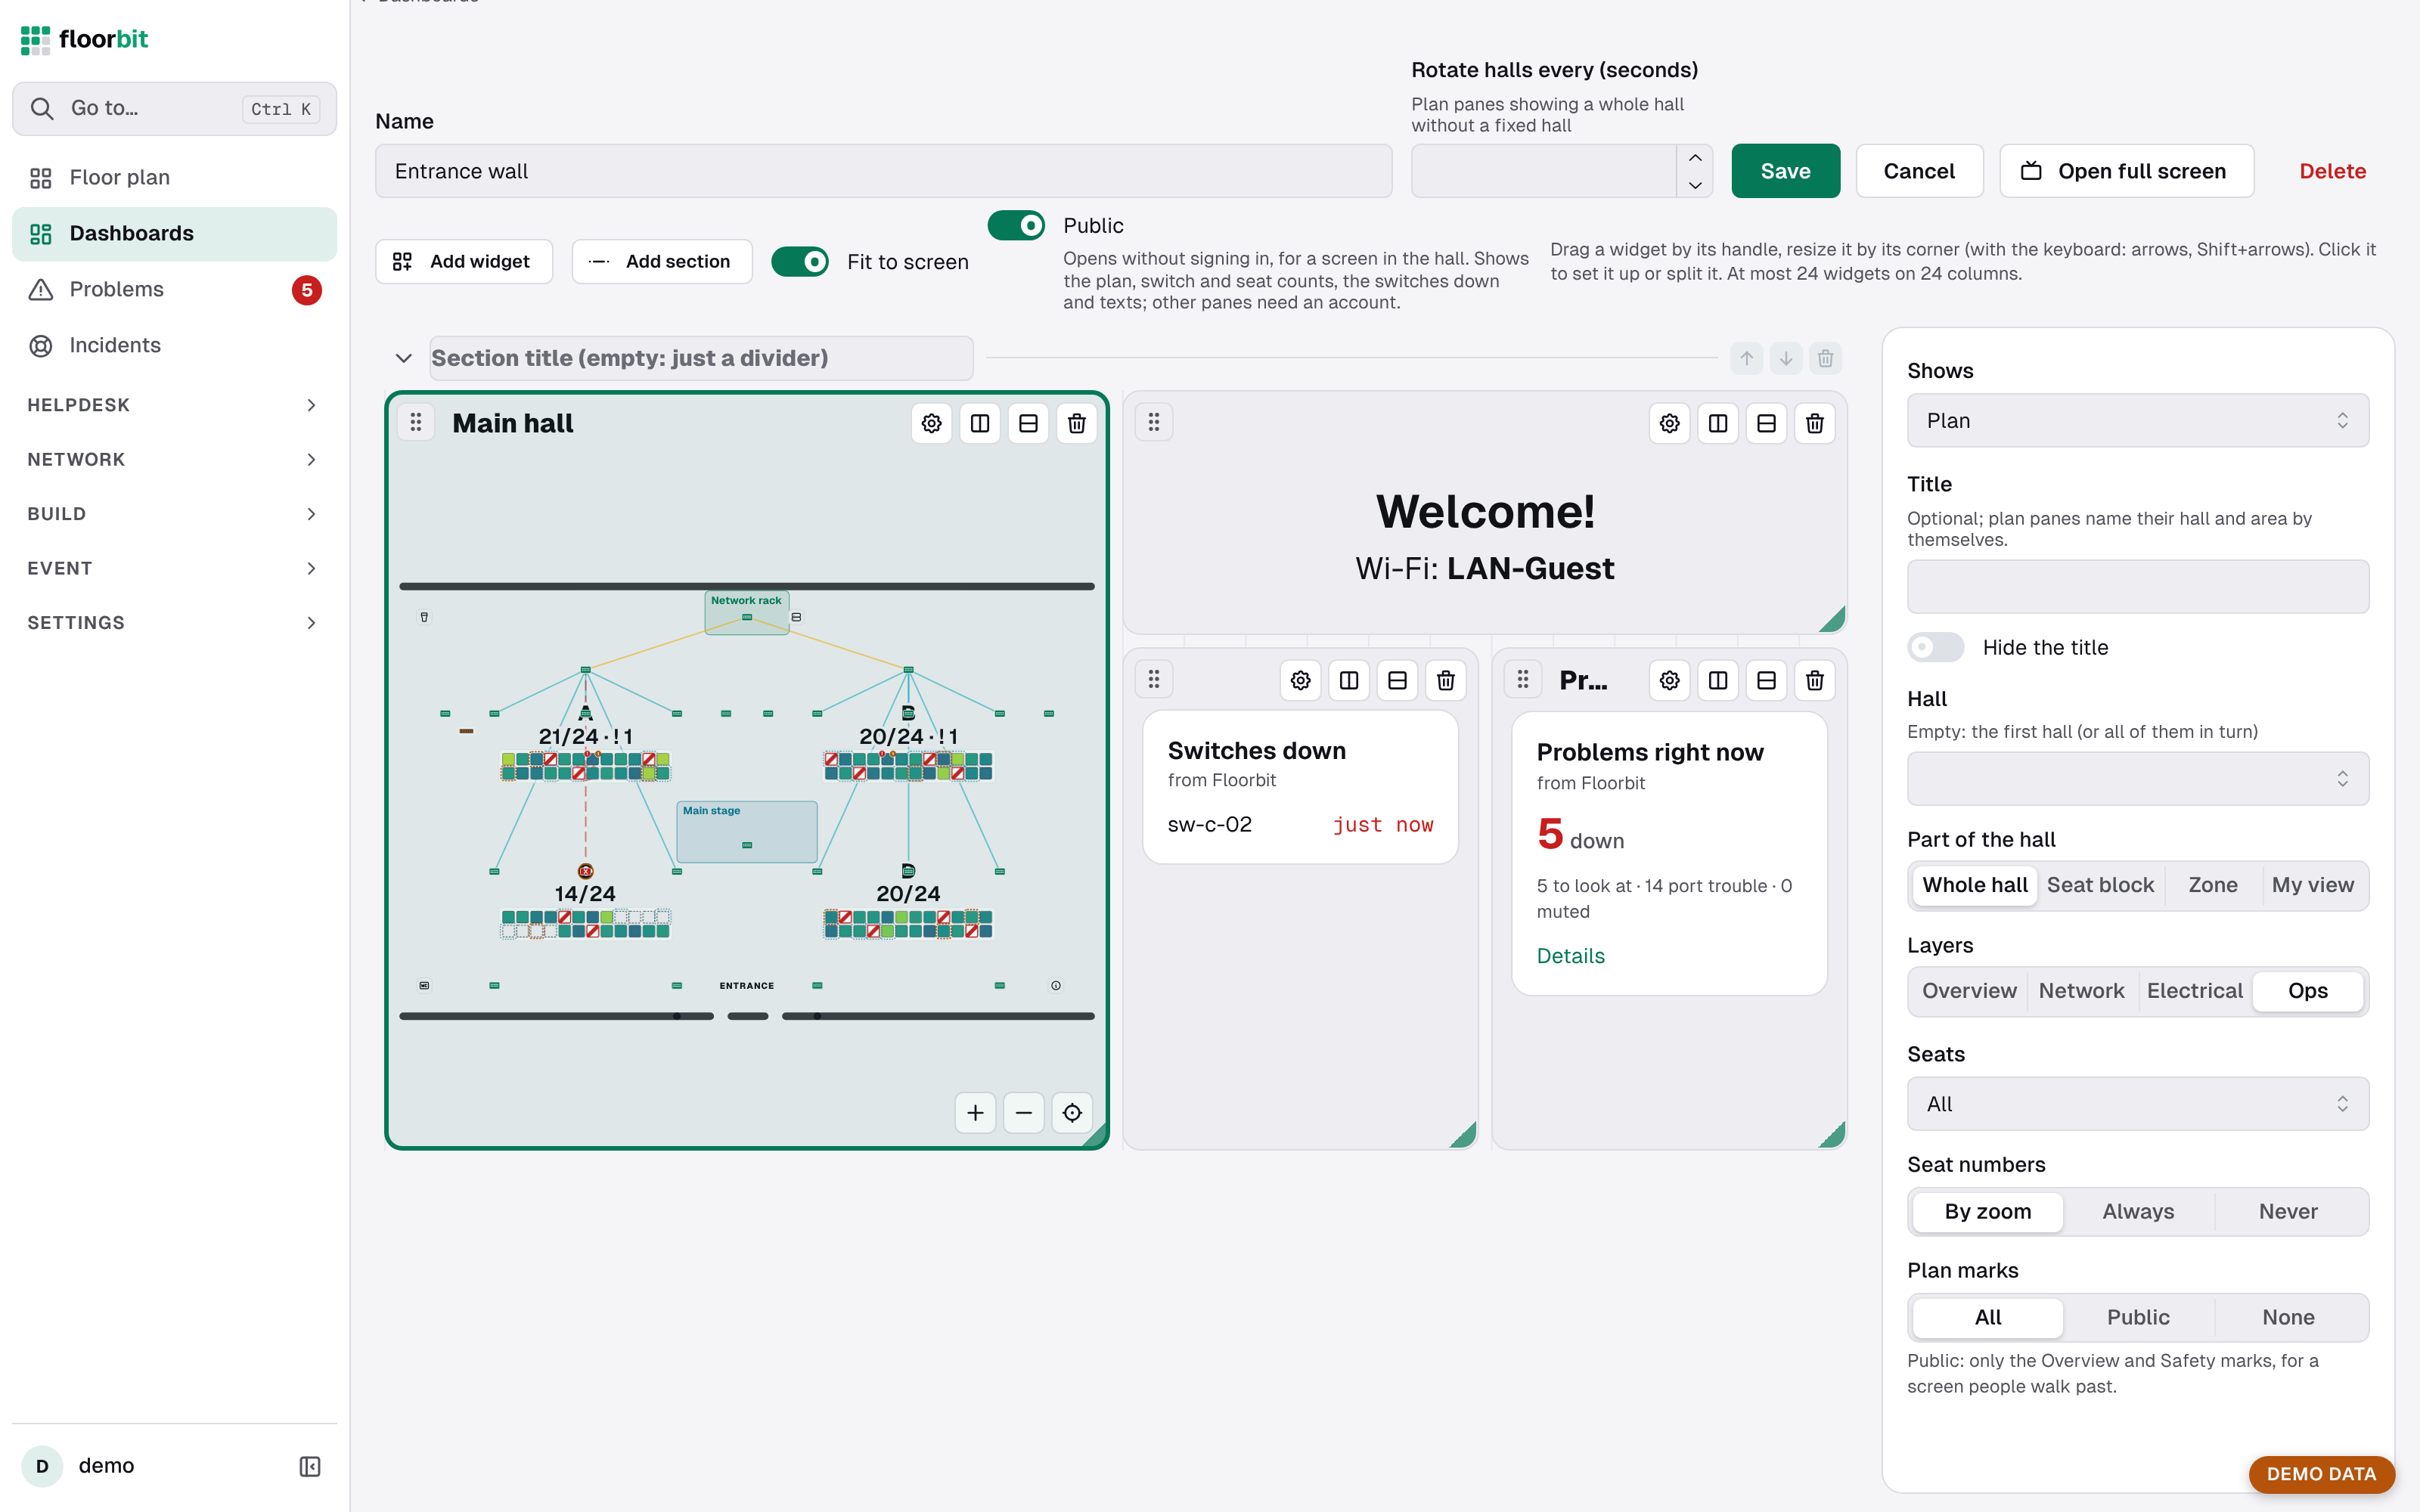 floorbit
Go to...
Ctrl K
Floor plan
Dashboards
Problems
5
Incidents
HELPDESK
NETWORK
BUILD
EVENT
SETTINGS
D
demo
Name
Entrance wall
Rotate halls every (seconds)
Plan panes showing a whole hall
without a fixed hall
Save
Cancel
Open full screen
Delete
Add widget
Add section
Fit to screen
Public
Opens without signing in, for a screen in the hall. Shows
the plan, switch and seat counts, the switches down
and texts; other panes need an account.
Drag a widget by its handle, resize it by its corner (with the keyboard: arrows, Shift+arrows). Click it
to set it up or split it. At most 24 widgets on 24 columns.
Section title (empty: just a divider)
Main hall
Network rack
A
B
21/24 · ! 1
20/24 · ! 1
Main stage
D
14/24
20/24
ENTRANCE
Welcome!
Wi-Fi: LAN-Guest
Switches down
from Floorbit
sw-c-02
just now
Pr...
Problems right now
from Floorbit
5 down
5 to look at · 14 port trouble · 0
muted
Details
Shows
Plan
Title
Optional; plan panes name their hall and area by
themselves.
Hide the title
Hall
Empty: the first hall (or all of them in turn)
Part of the hall
Whole hall
Seat block
Zone
My view
Layers
Overview
Network
Electrical
Ops
Seats
All
Seat numbers
By zoom
Always
Never
Plan marks
All
Public
None
Public: only the Overview and Safety marks, for a
screen people walk past.
DEMO DATA